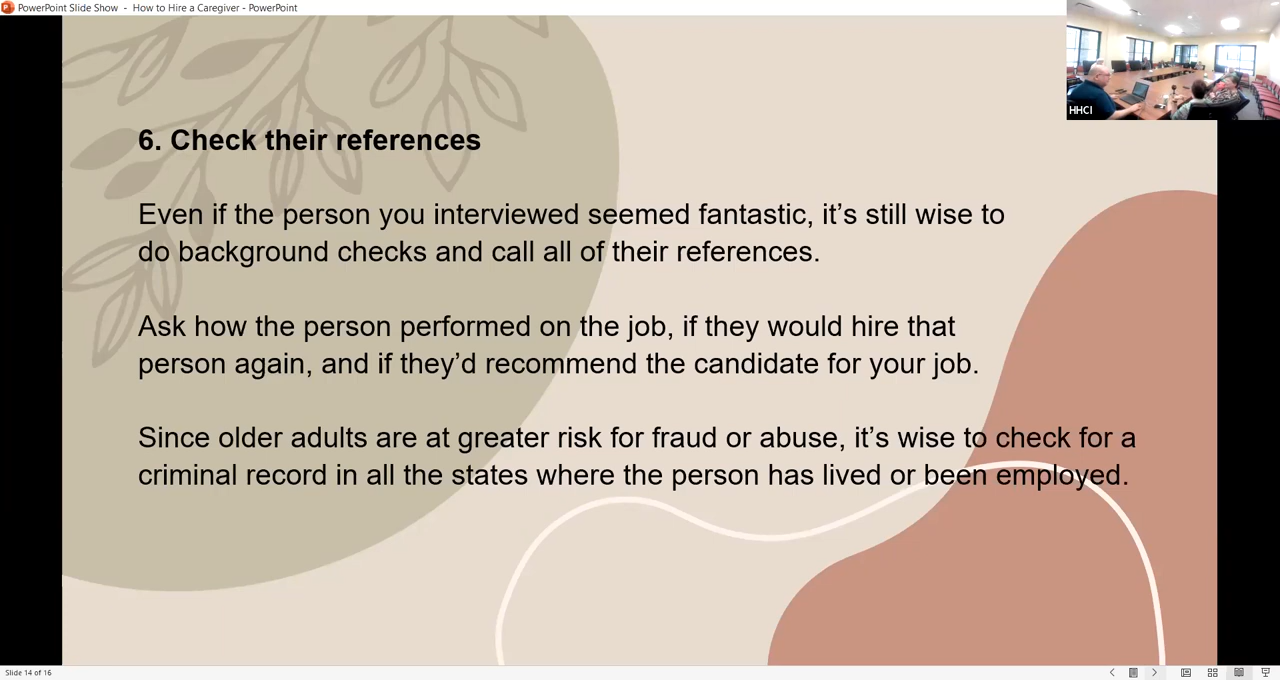 PowerPoint Slide Show - How to Hire a Caregiver - PowerPoint
HHCI
6. Check their references
Even if the person you interviewed seemed fantastic, it’s still wise to
do background checks and call all of their references.
Ask how the person performed on the job, if they would hire that
person again, and if they’d recommend the candidate for your job.
Since older adults are at greater risk for fraud or abuse, it’s wise to check for a
criminal record in all the states where the person has lived or been employed.
Slide 14 of 16